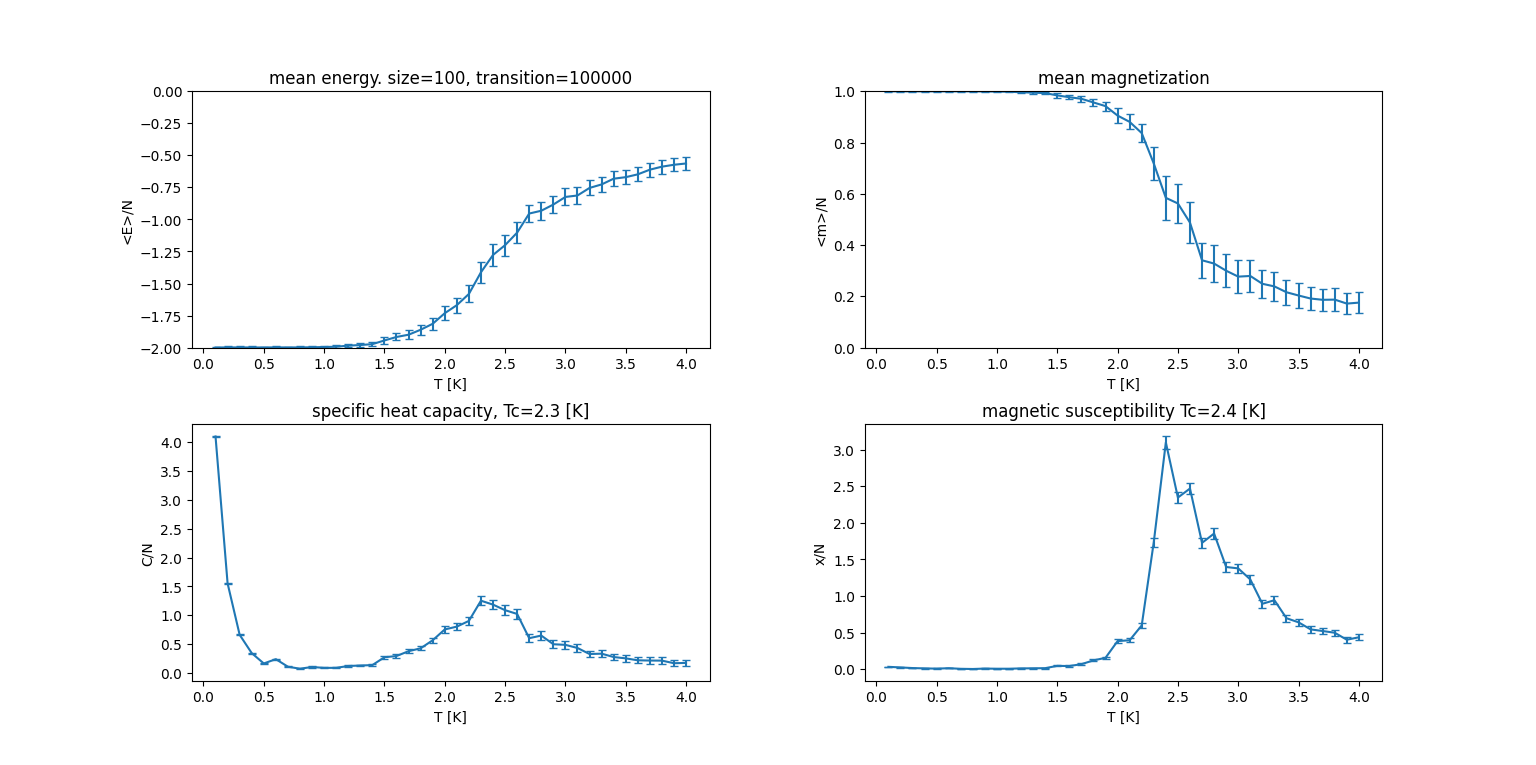 mean energy. size=100, transition=100000
0.00
−0.25
−0.50
−0.75
−1.00
−1.25
−1.50
−1.75
−2.00
<E>/N
0.0 0.5 1.0 1.5 2.0 2.5 3.0 3.5 4.0
T [K]
mean magnetization
1.0
0.8
0.6
0.4
0.2
0.0
<m>/N
0.0 0.5 1.0 1.5 2.0 2.5 3.0 3.5 4.0
T [K]
specific heat capacity, Tc=2.3 [K]
4.0
3.5
3.0
2.5
2.0
1.5
1.0
0.5
0.0
C/N
0.0 0.5 1.0 1.5 2.0 2.5 3.0 3.5 4.0
T [K]
magnetic susceptibility Tc=2.4 [K]
3.0
2.5
2.0
1.5
1.0
0.5
0.0
x/N
0.0 0.5 1.0 1.5 2.0 2.5 3.0 3.5 4.0
T [K]